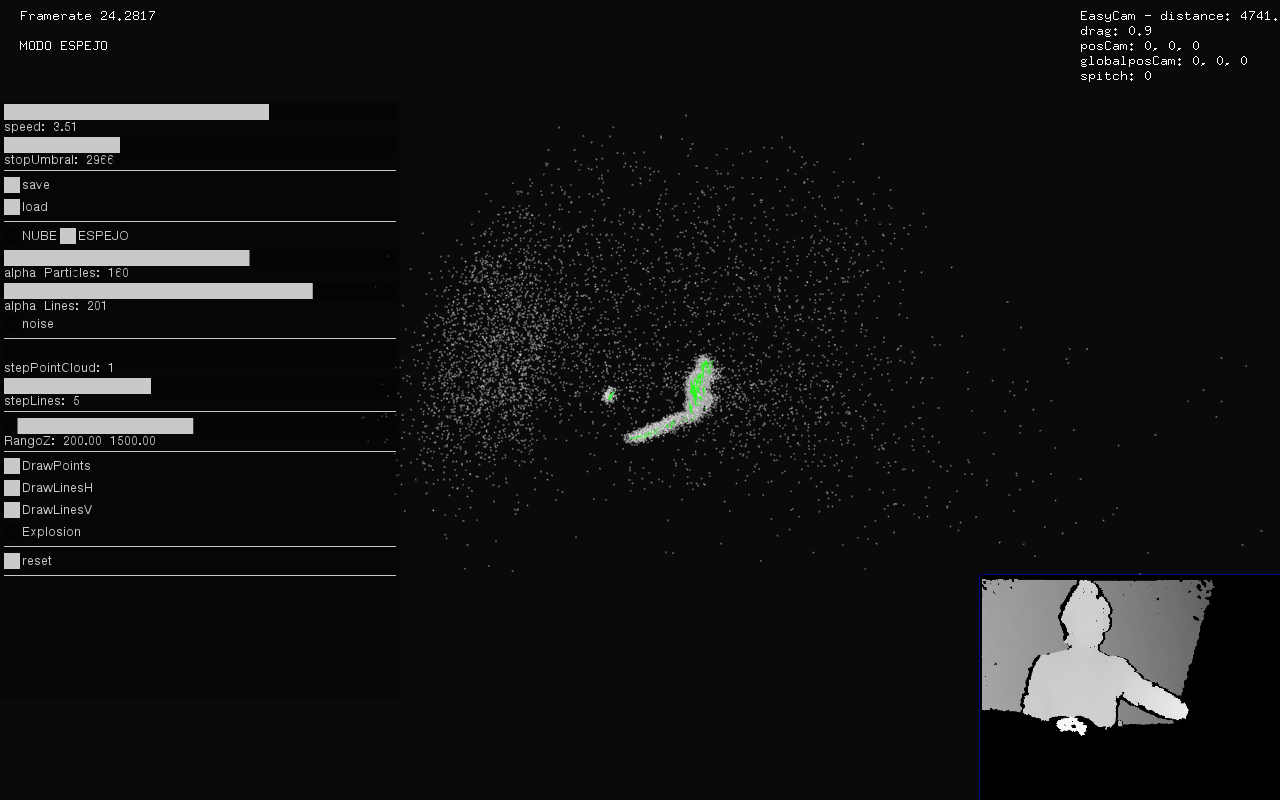 Framerate 24.2817
MODO ESPEJO
EasyCam - distance: 4741.
drag: 0.9
posCam: 0, 0, 0
globalposCam: 0, 0, 0
spitch: 0
speed: 3.51
stopUmbral: 2966
save
load
NUBE ESPEJO
alpha Particles: 160
alpha Lines: 201
noise
stepPointCloud: 1
stepLines: 5
RangoZ: 200.00 1500.00
DrawPoints
DrawLinesH
DrawLinesV
Explosion
reset